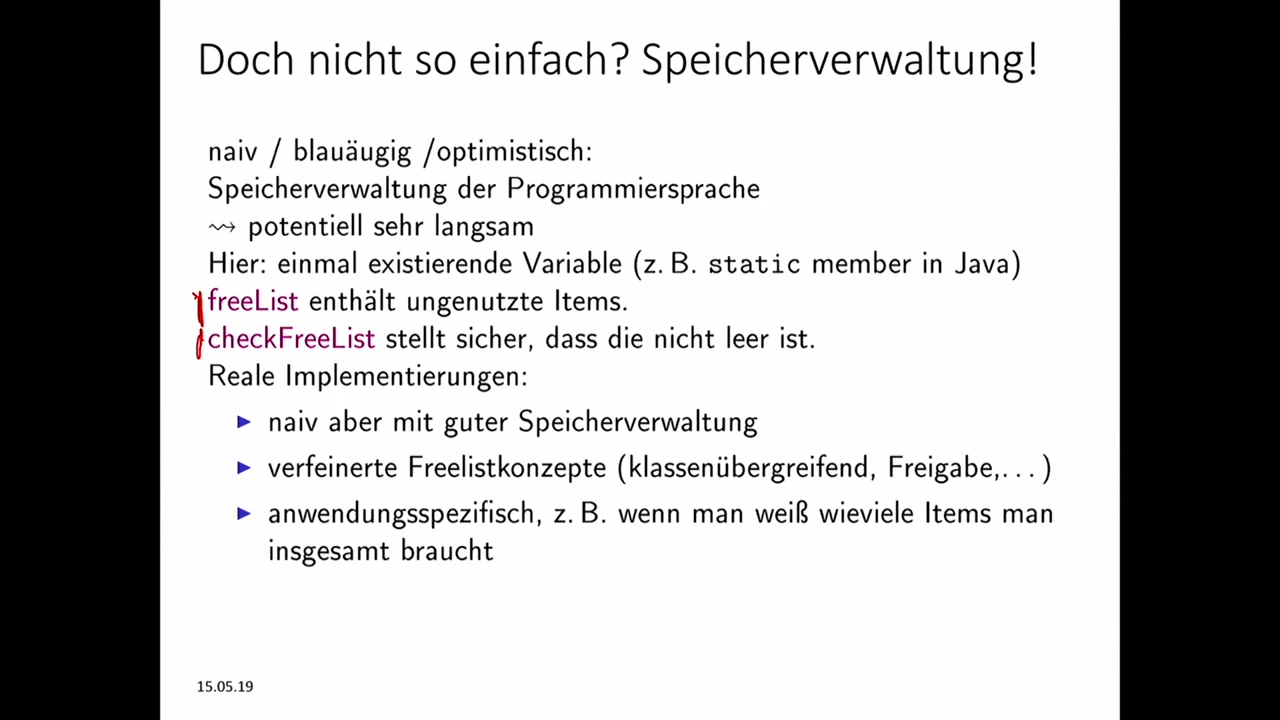 Doch nicht so einfach? Speicherverwaltung!
naiv / blauäugig /optimistisch:
Speicherverwaltung der Programmiersprache
⇝ potentiell sehr langsam
Hier: einmal existierende Variable (z. B. static member in Java)
freeList enthält ungenutzte Items.
checkFreeList stellt sicher, dass die nicht leer ist.
Reale Implementierungen:
▶ naiv aber mit guter Speicherverwaltung
▶ verfeinerte Freelistkonzepte (klassenübergreifend, Freigabe,...)
▶ anwendungsspezifisch, z. B. wenn man weiß wieviele Items man
insgesamt braucht
15.05.19